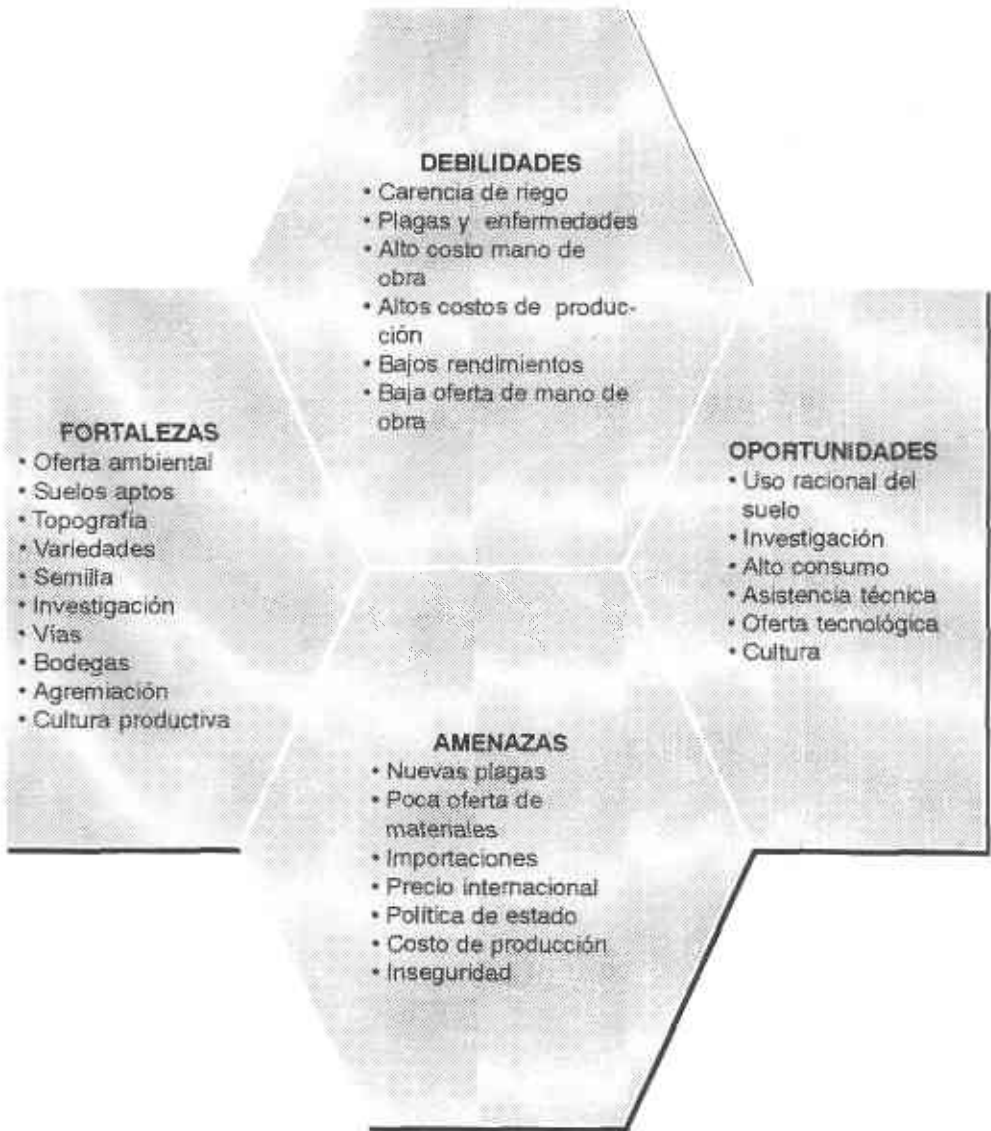 DEBILIDADES
• Carencia de riego
• Plagas y enfermedades
• Alto costo mano de
obra
• Altos costos de produc-
ción
• Bajos rendimientos
• Baja oferta de mano de
obra
FORTALEZAS
• Oferta ambiental
• Suelos aptos
• Topografía
• Variedades
• Semilla
• Investigación
• Vías
• Bodegas
• Agremiación
• Cultura productiva
OPORTUNIDADES
• Uso racional del
suelo
• Investigación
• Alto consumo
• Asistencia técnica
• Oferta tecnológica
• Cultura
AMENAZAS
• Nuevas plagas
• Poca oferta de
materiales
• Importaciones
• Precio internacional
• Política de estado
• Costo de producción
• Inseguridad